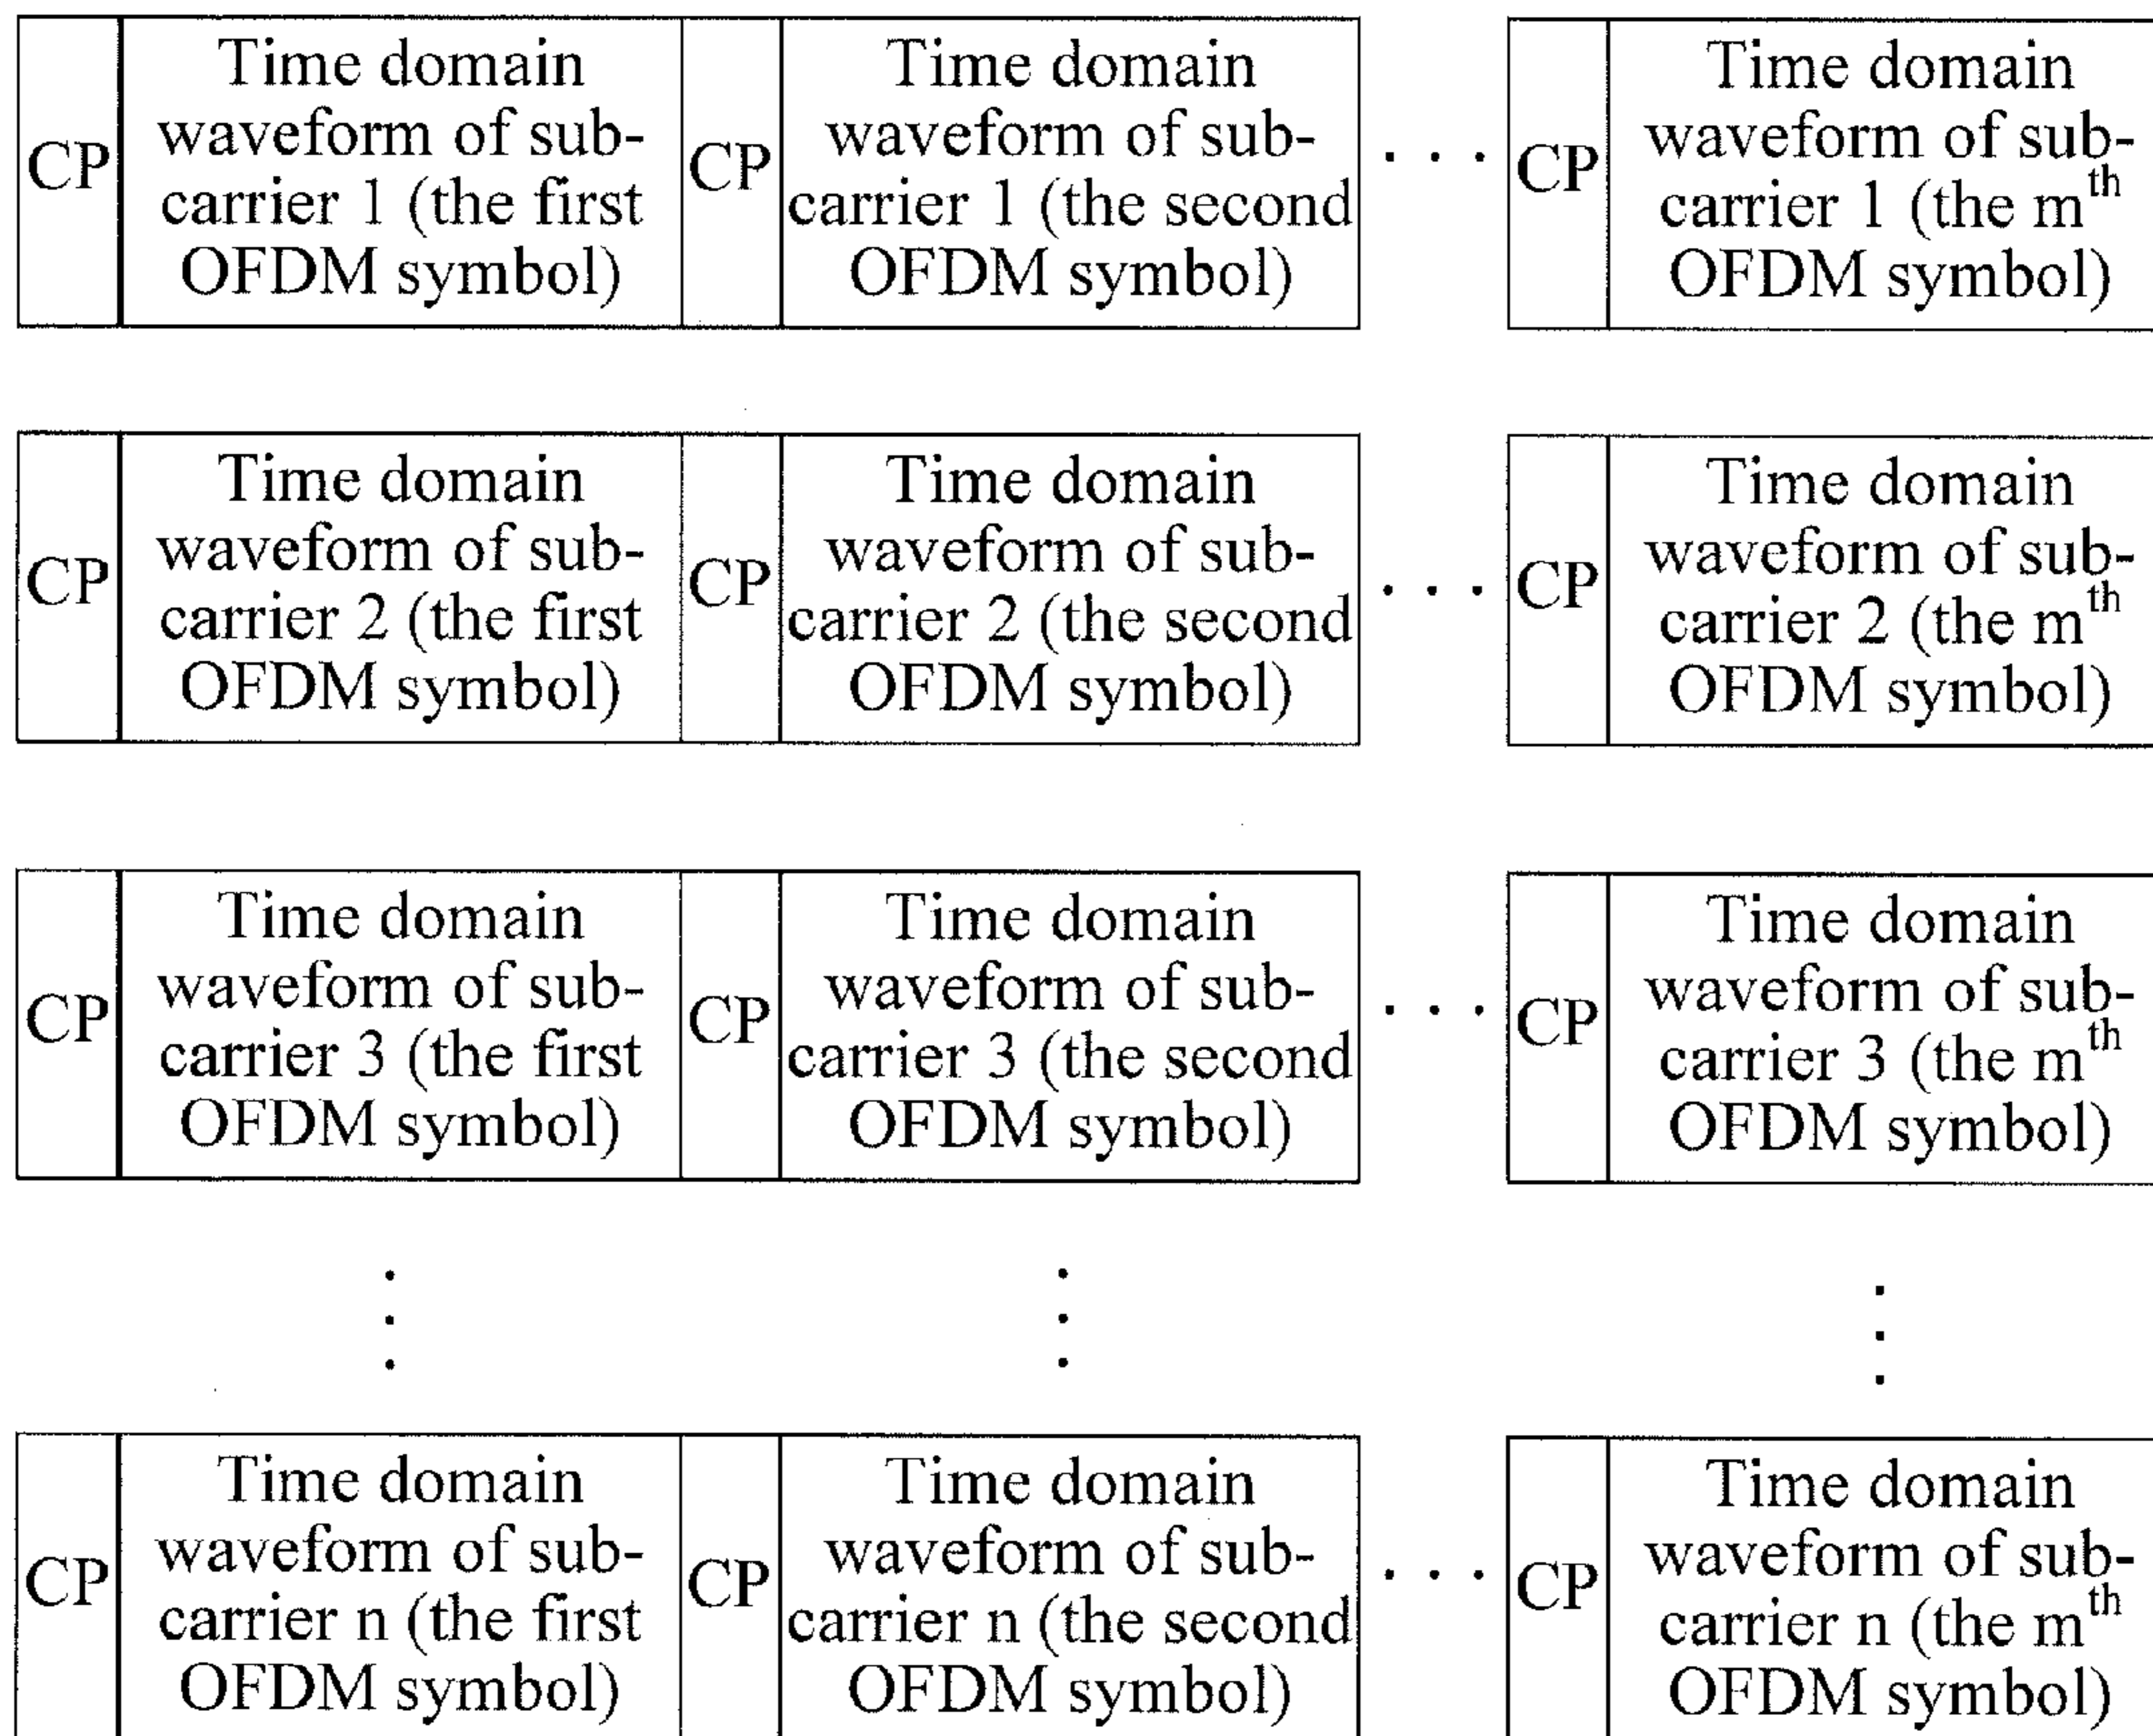 CP
Time domain
waveform of sub-
carrier 1 (the first
OFDM symbol)
CP
Time domain
waveform of sub-
carrier 1 (the second
OFDM symbol)
. . .
CP
Time domain
waveform of sub-
carrier 1 (the mth
OFDM symbol)
CP
Time domain
waveform of sub-
carrier 2 (the first
OFDM symbol)
CP
Time domain
waveform of sub-
carrier 2 (the second
OFDM symbol)
. . .
CP
Time domain
waveform of sub-
carrier 2 (the mth
OFDM symbol)
CP
Time domain
waveform of sub-
carrier 3 (the first
OFDM symbol)
CP
Time domain
waveform of sub-
carrier 3 (the second
OFDM symbol)
. . .
CP
Time domain
waveform of sub-
carrier 3 (the mth
OFDM symbol)
CP
Time domain
waveform of sub-
carrier n (the first
OFDM symbol)
CP
Time domain
waveform of sub-
carrier n (the second
OFDM symbol)
. . .
CP
Time domain
waveform of sub-
carrier n (the mth
OFDM symbol)